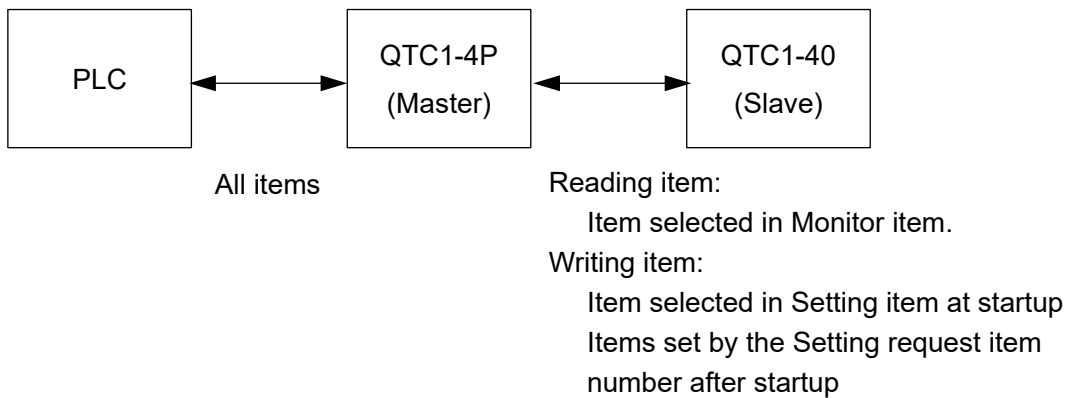 PLC
QTC1-4P
(Master)
QTC1-40
(Slave)
All items
Reading item:
Item selected in Monitor item.
Writing item:
Item selected in Setting item at startup
Items set by the Setting request item
number after startup